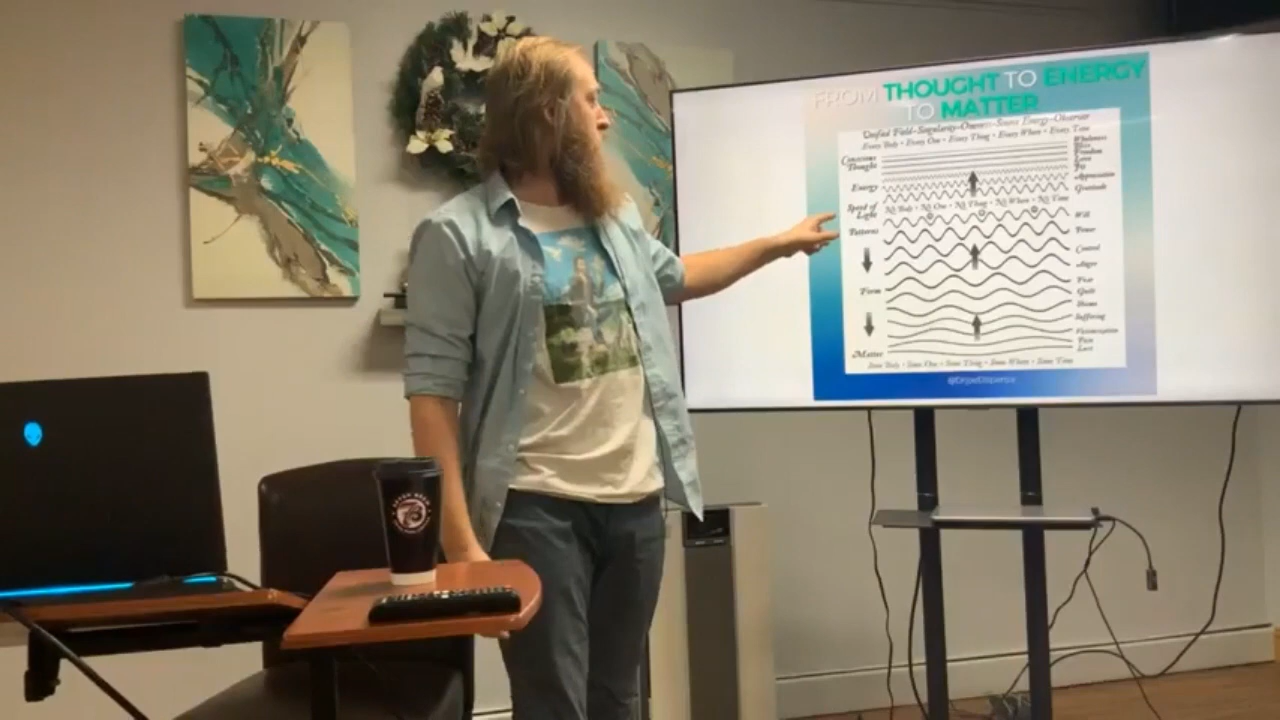 FROM THOUGHT TO ENERGY
TO MATTER
Unified Field-Singularity-Oneness-Source Energy-Observer
Every Body • Every One • Every Thing • Every Where • Every Time
Conscious
Thought
Wholeness
Bliss
Freedom
Love
Joy
Appreciation
Energy
Gratitude
Speed of
Light
No Body • No One • No Thing • No Where • No Time
Will
Patterns
Power
Control
Anger
Fear
Form
Guilt
Shame
Suffering
Victimization
Pain
Lust
Matter
Some Body • Some One • Some Thing • Some Where • Some Time
@DrJoeDispenza